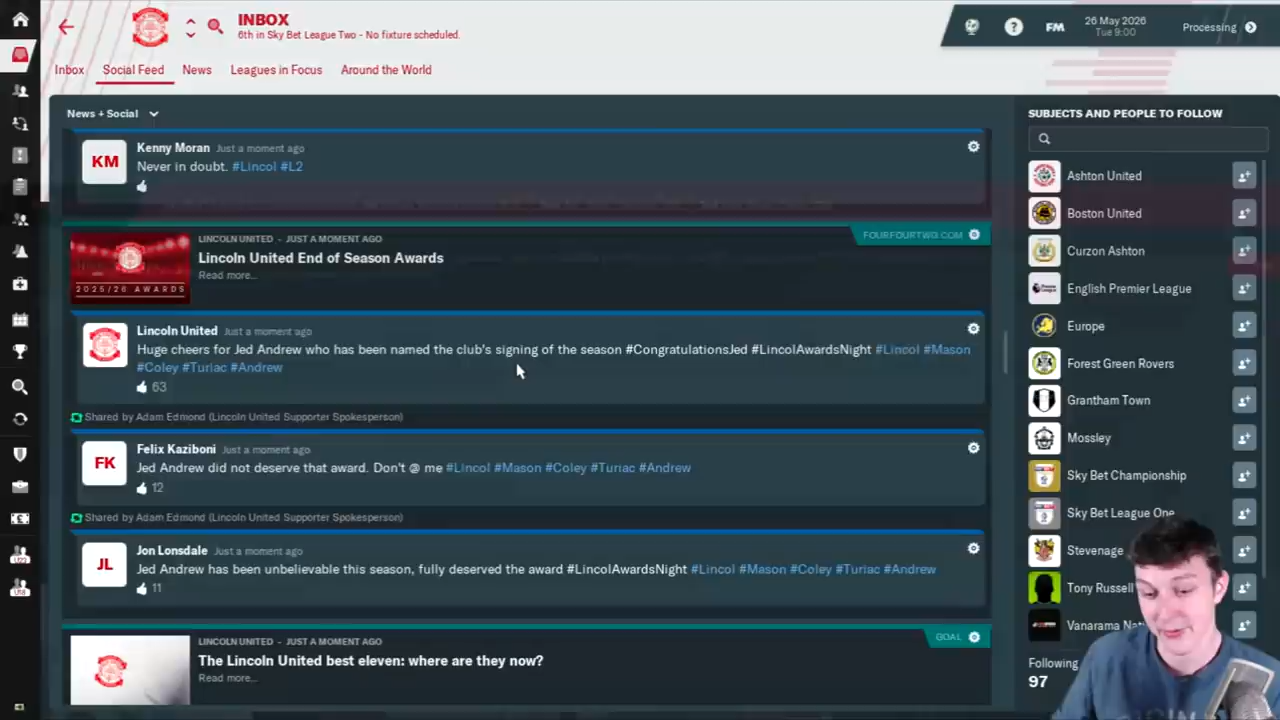 INBOX
6th in Sky Bet League Two - No fixture scheduled.
FM
26 May 2026
Tue 9:00
Processing
Inbox
Social Feed
News
Leagues in Focus
Around the World
News + Social
KM
Kenny Moran Just a moment ago
Never in doubt. #Lincol #L2
LINCOLN UNITED - JUST A MOMENT AGO
FOURFOURTWO.COM
Lincoln United End of Season Awards
Read more...
2025/26 AWARDS
Lincoln United Just a moment ago
Huge cheers for Jed Andrew who has been named the club's signing of the season #CongratulationsJed #LincolAwardsNight #Lincol #Mason
#Coley #Turiac #Andrew
63
Shared by Adam Edmond (Lincoln United Supporter Spokesperson)
FK
Felix Kaziboni Just a moment ago
Jed Andrew did not deserve that award. Don't @ me #Lincol #Mason #Coley #Turiac #Andrew
12
Shared by Adam Edmond (Lincoln United Supporter Spokesperson)
JL
Jon Lonsdale Just a moment ago
Jed Andrew has been unbelievable this season, fully deserved the award #LincolAwardsNight #Lincol #Mason #Coley #Turiac #Andrew
11
LINCOLN UNITED - JUST A MOMENT AGO
GOAL
The Lincoln United best eleven: where are they now?
Read more...
SUBJECTS AND PEOPLE TO FOLLOW
Ashton United
Boston United
Curzon Ashton
English Premier League
Europe
Forest Green Rovers
Grantham Town
Mossley
Sky Bet Championship
Sky Bet League One
Stevenage
Tony Russell
Vanarama
Following
97